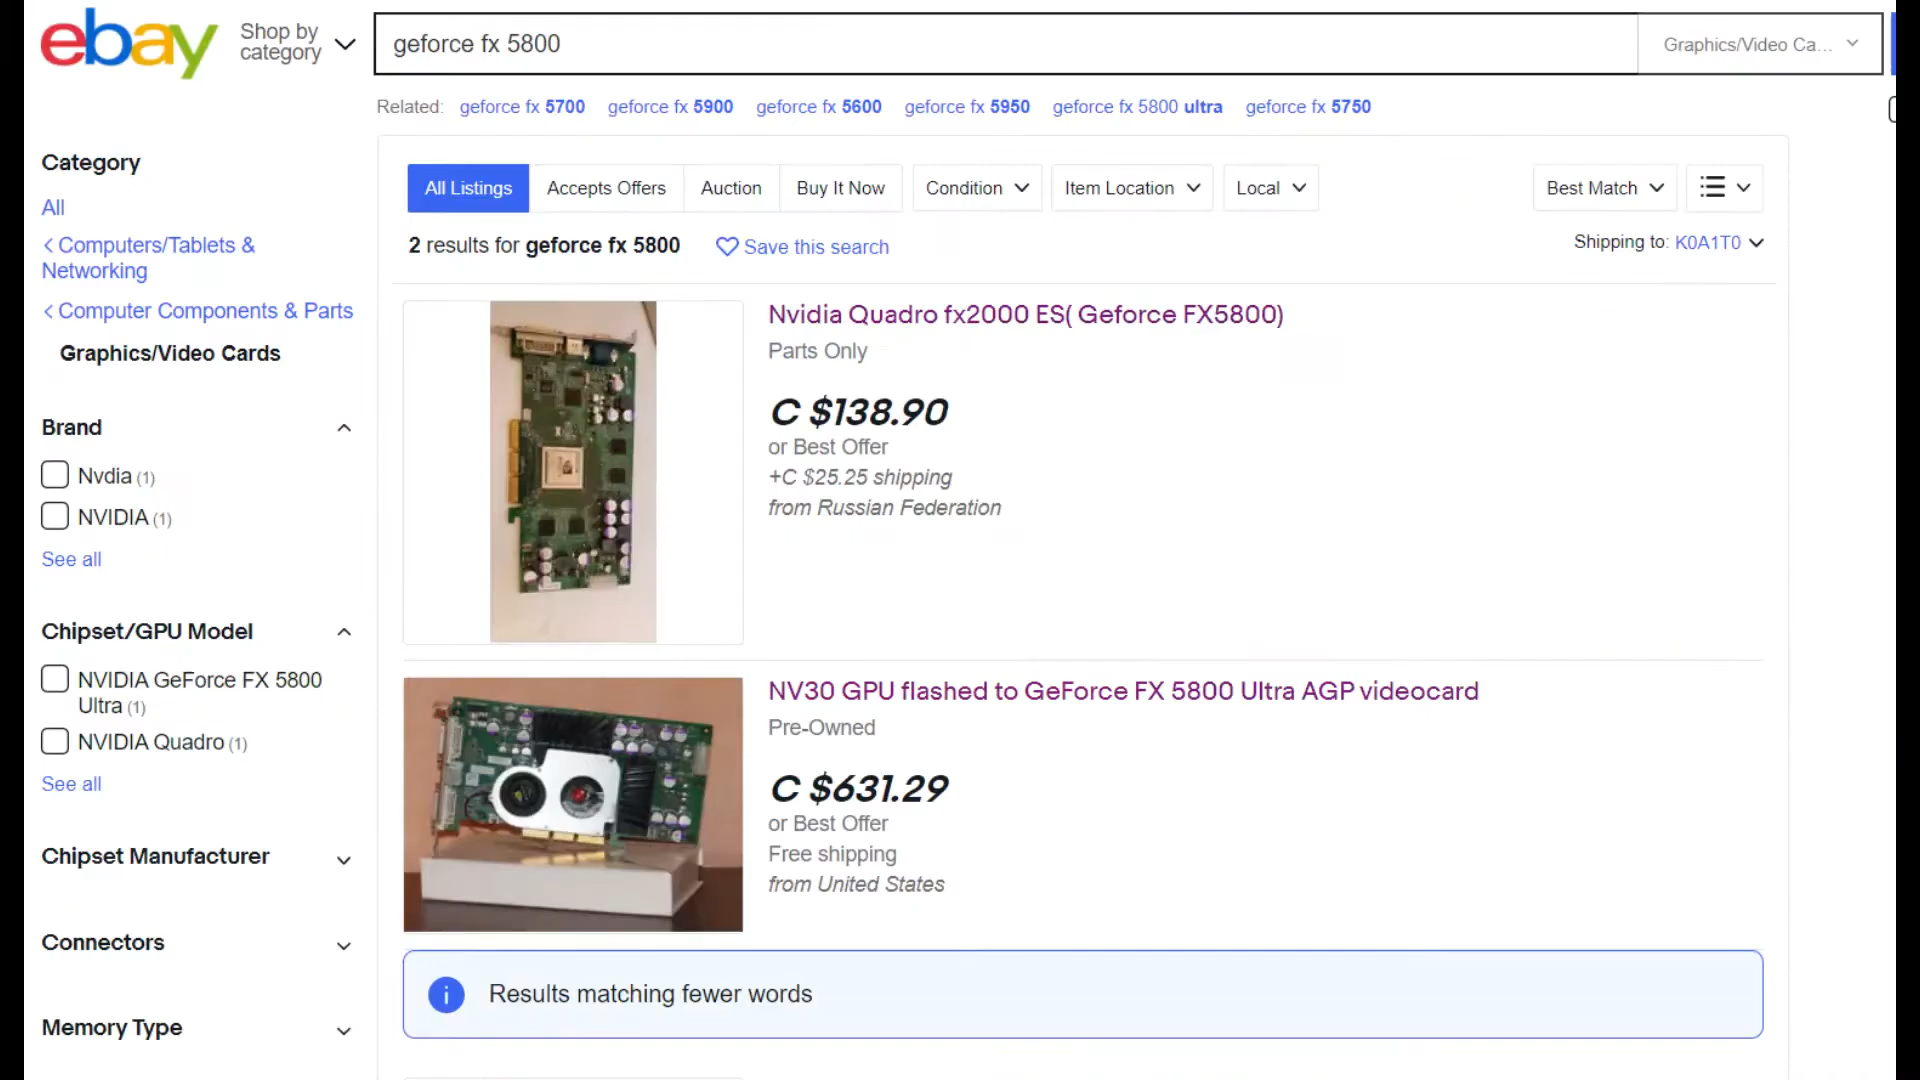 ebay
Shop by
category
geforce fx 5800
Graphics/Video Ca...
Related: geforce fx 5700 geforce fx 5900 geforce fx 5600 geforce fx 5950 geforce fx 5800 ultra geforce fx 5750
Category
All
Computers/Tablets &
Networking
Computer Components & Parts
Graphics/Video Cards
Brand
Nvdia (1)
NVIDIA (1)
See all
Chipset/GPU Model
NVIDIA GeForce FX 5800
Ultra (1)
NVIDIA Quadro (1)
See all
Chipset Manufacturer
Connectors
Memory Type
All Listings Accepts Offers Auction Buy It Now Condition Item Location Local Best Match
2 results for geforce fx 5800 Save this search
Shipping to: K0A1T0
Nvidia Quadro fx2000 ES( Geforce FX5800)
Parts Only
C $138.90
or Best Offer
+C $25.25 shipping
from Russian Federation
NV30 GPU flashed to GeForce FX 5800 Ultra AGP videocard
Pre-Owned
C $631.29
or Best Offer
Free shipping
from United States
Results matching fewer words